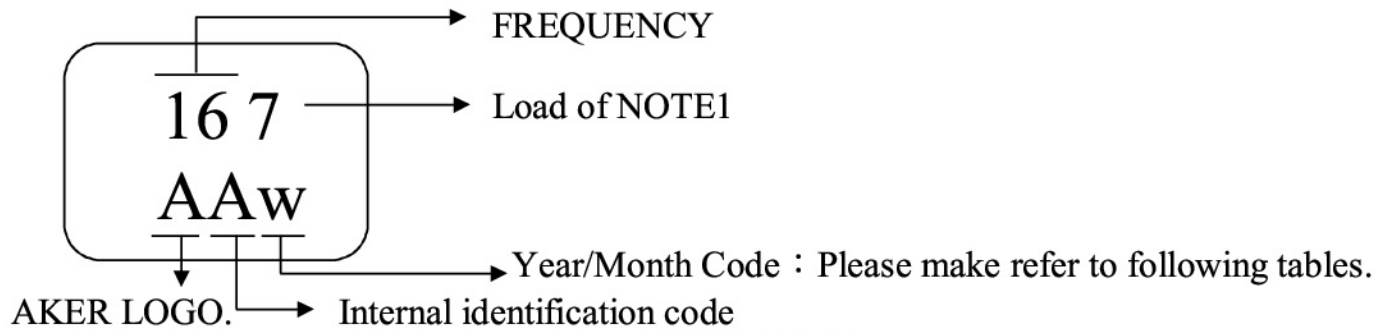 FREQUENCY
16 7
Load of NOTE1
AAw
Year/Month Code：Please make refer to following tables.
AKER LOGO.
Internal identification code